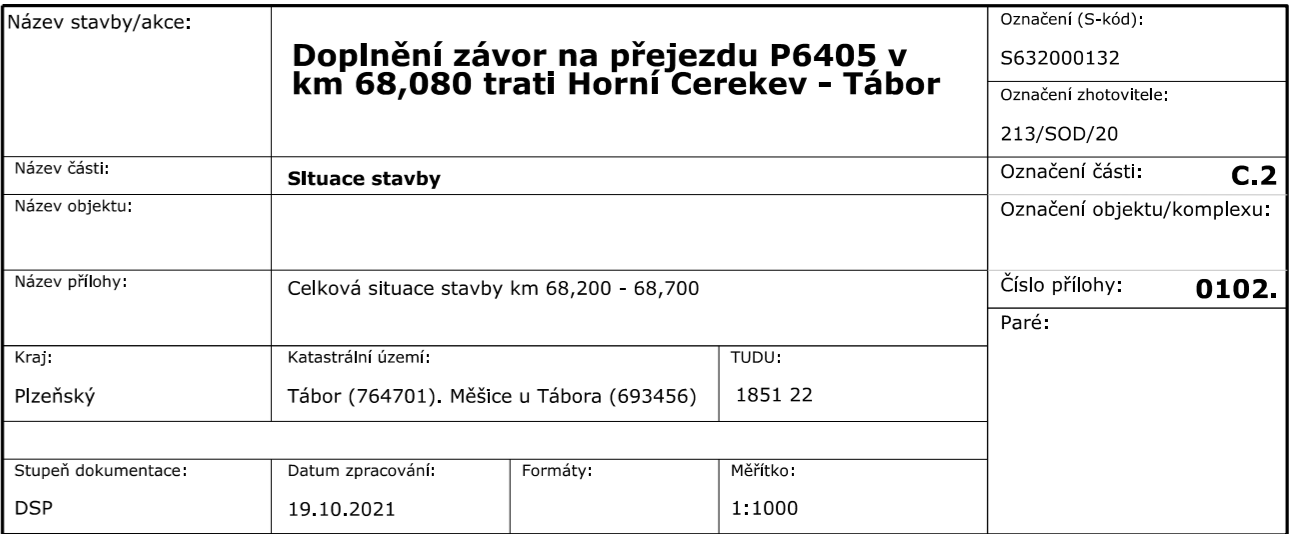 Název stavby/akce:
Doplnění závor na přejezdu P6405 v
km 68,080 trati Horní Cerekev - Tábor
Označení (S-kód):
S632000132
Označení zhotovitele:
213/SOD/20
Název části:
Situace stavby
Označení části:
C.2
Název objektu:
Označení objektu/komplexu:
Název přílohy:
Celková situace stavby km 68,200 - 68,700
Číslo přílohy:
0102.
Paré:
Kraj:
Plzeňský
Katastrální území:
Tábor (764701). Měšice u Tábora (693456)
TUDU:
1851 22
Stupeň dokumentace:
DSP
Datum zpracování:
19.10.2021
Formáty:
Měřítko:
1:1000